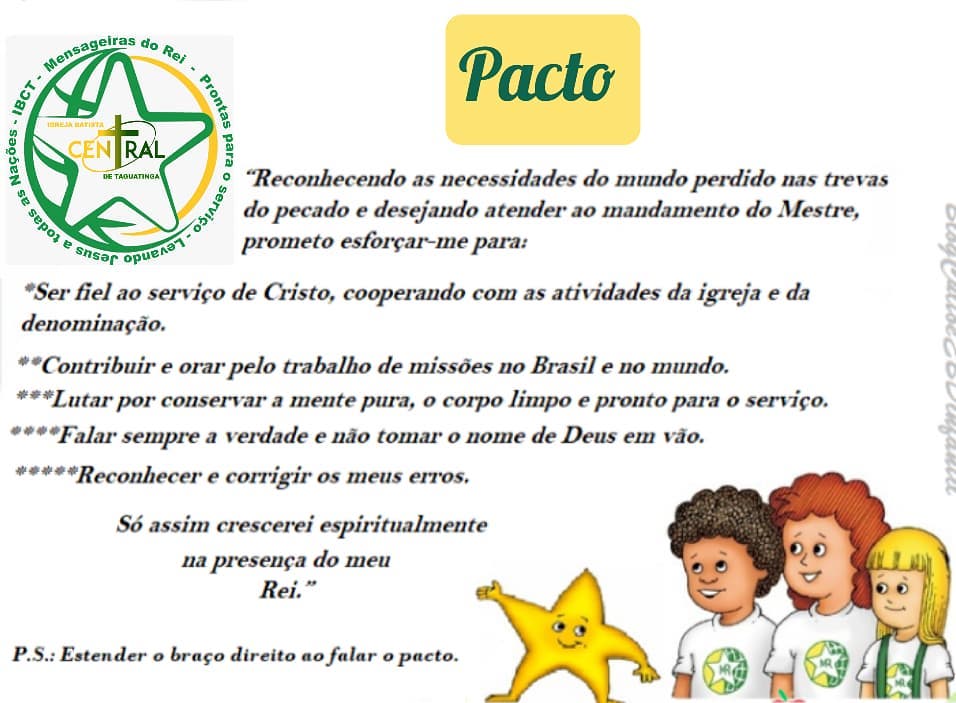 IBCT - Mensageiras do Rei - Prontas para o serviço - Levando Jesus a todas as Nações -
IGREJA BATISTA
CENTRAL
DE TAGUATINGA
Pacto
“Reconhecendo as necessidades do mundo perdido nas trevas
do pecado e desejando atender ao mandamento do Mestre,
prometo esforçar-me para:
*Ser fiel ao serviço de Cristo, cooperando com as atividades da igreja e da
denominação.
**Contribuir e orar pelo trabalho de missões no Brasil e no mundo.
***Lutar por conservar a mente pura, o corpo limpo e pronto para o serviço.
****Falar sempre a verdade e não tomar o nome de Deus em vão.
*****Reconhecer e corrigir os meus erros.
Só assim crescerei espiritualmente
na presença do meu
Rei.”
P.S.: Estender o braço direito ao falar o pacto.
MR
MR
MR